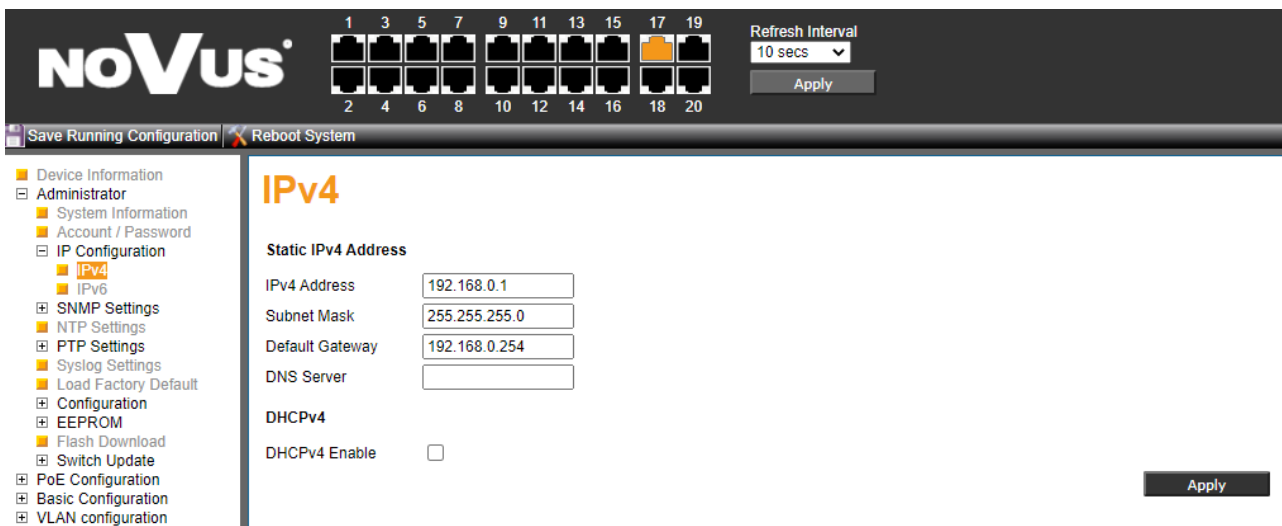 NOVUS
1 3 5 7 9 11 13 15 17 19
2 4 6 8 10 12 14 16 18 20
Refresh Interval
10 secs
Apply
Save Running Configuration
Reboot System
Device Information
Administrator
System Information
Account / Password
IP Configuration
IPv4
IPv6
SNMP Settings
NTP Settings
PTP Settings
Syslog Settings
Load Factory Default
Configuration
EEPROM
Flash Download
Switch Update
PoE Configuration
Basic Configuration
VLAN configuration
IPv4
Static IPv4 Address
IPv4 Address 192.168.0.1
Subnet Mask 255.255.255.0
Default Gateway 192.168.0.254
DNS Server
DHCPv4
DHCPv4 Enable
Apply